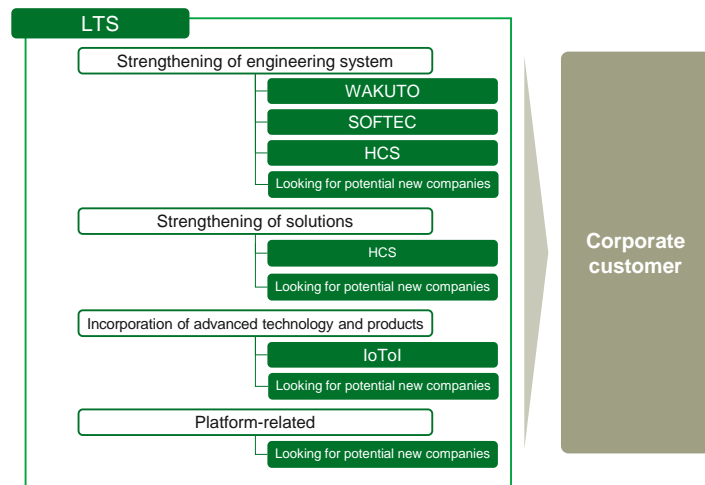 LTS
Strengthening of engineering system
WAKUTO
SOFTEC
HCS
Looking for potential new companies
Strengthening of solutions
HCS
Looking for potential new companies
Incorporation of advanced technology and products
IoToI
Looking for potential new companies
Platform-related
Looking for potential new companies
Corporate
customer